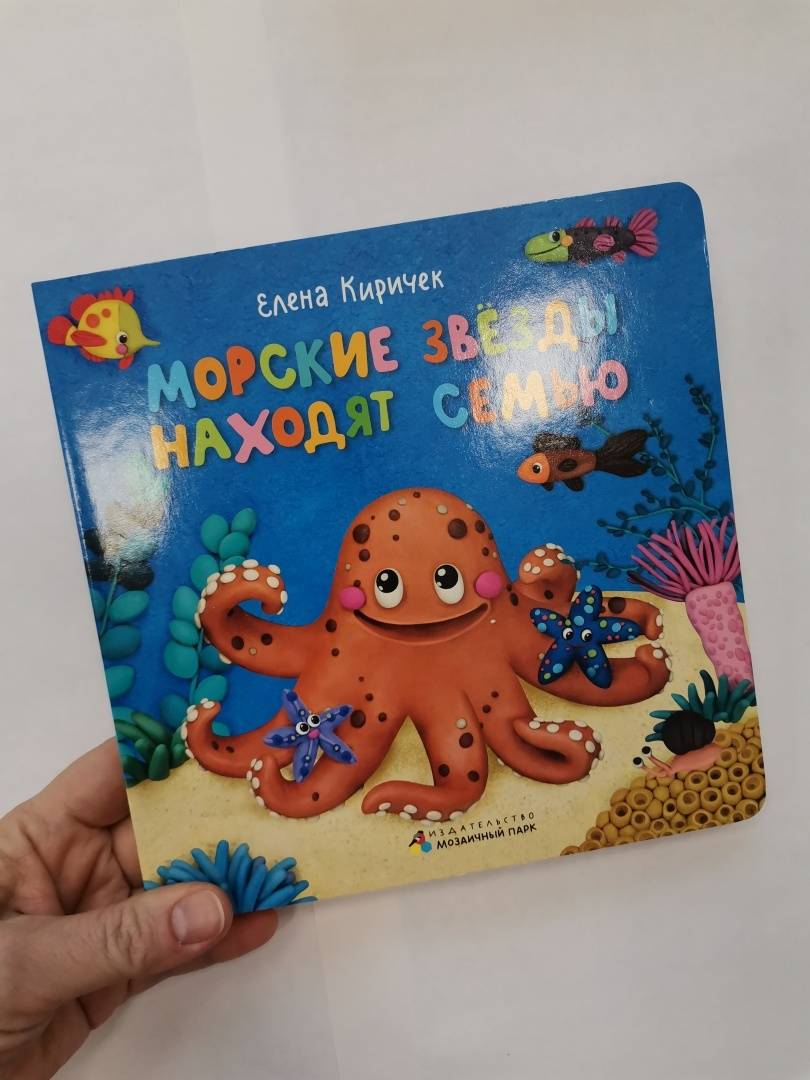 Елена Киричек
МОРСКИЕ ЗВЁЗДЫ
НАХОДЯТ СЕМЬЮ
ИЗДАТЕЛЬСТВО
МОЗАИЧНЫЙ ПАРК